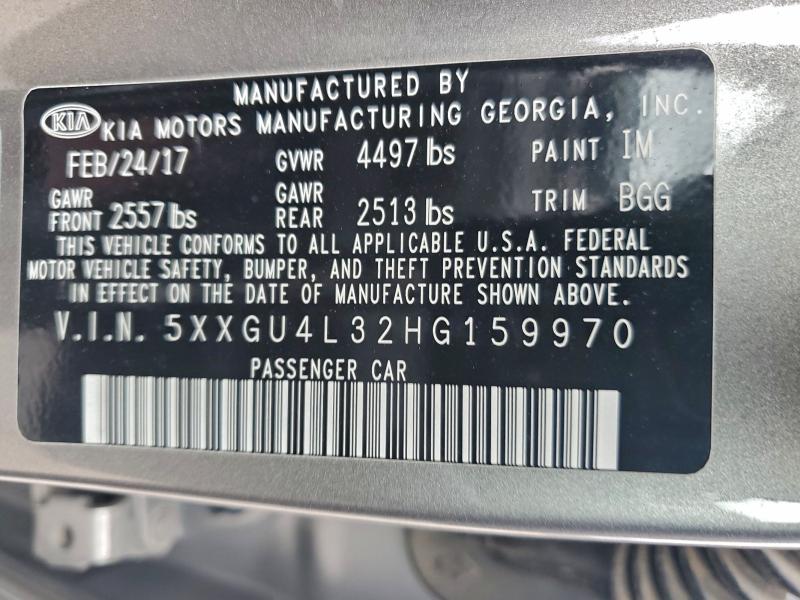 MANUFACTURED BY
KIA KIA MOTORS MANUFACTURING GEORGIA, INC.
FEB/24/17 GVWR 4497 lbs PAINT IM
GAWR FRONT 2557 lbs GAWR REAR 2513 lbs TRIM BGG
THIS VEHICLE CONFORMS TO ALL APPLICABLE U.S.A. FEDERAL
MOTOR VEHICLE SAFETY, BUMPER, AND THEFT PREVENTION STANDARDS
IN EFFECT ON THE DATE OF MANUFACTURE SHOWN ABOVE.
V.I.N. 5XXGU4L32HG159970
PASSENGER CAR